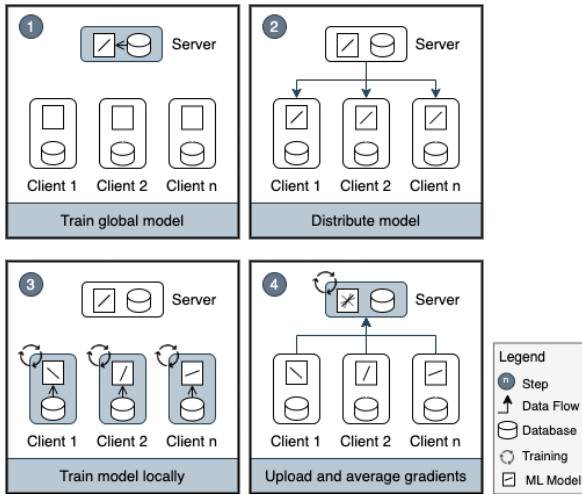 1
Server
Client 1 Client 2 Client n
Train global model
2
Server
Client 1 Client 2 Client n
Distribute model
3
Server
Client 1 Client 2 Client n
Train model locally
4
Server
Client 1 Client 2 Client n
Upload and average gradients
Legend
n Step
Data Flow
Database
Training
ML Model